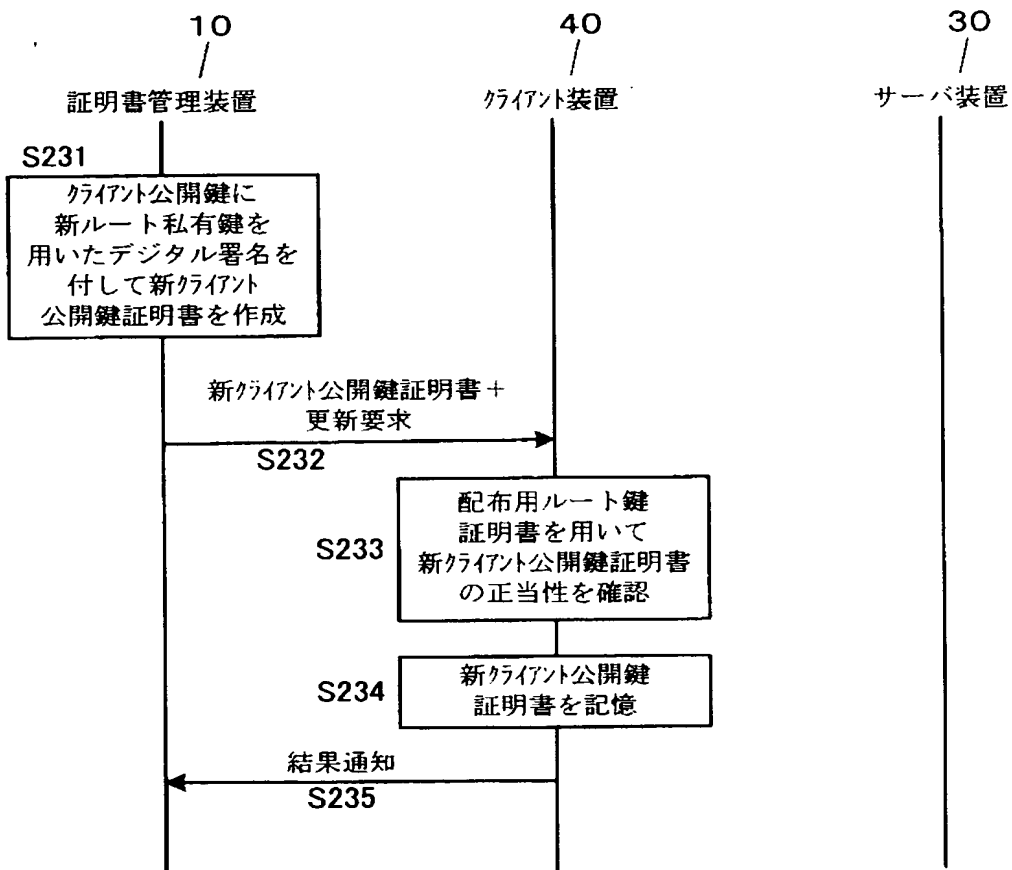 10
40
30
証明書管理装置
クライアント装置
サーバ装置
S231
クライアント公開鍵に
新ルート私有鍵を
用いたデジタル署名を
付して新クライアント
公開鍵証明書を作成
新クライアント公開鍵証明書+
更新要求
S232
S233
配布用ルート鍵
証明書を用いて
新クライアント公開鍵証明書
の正当性を確認
S234
新クライアント公開鍵
証明書を記憶
結果通知
S235